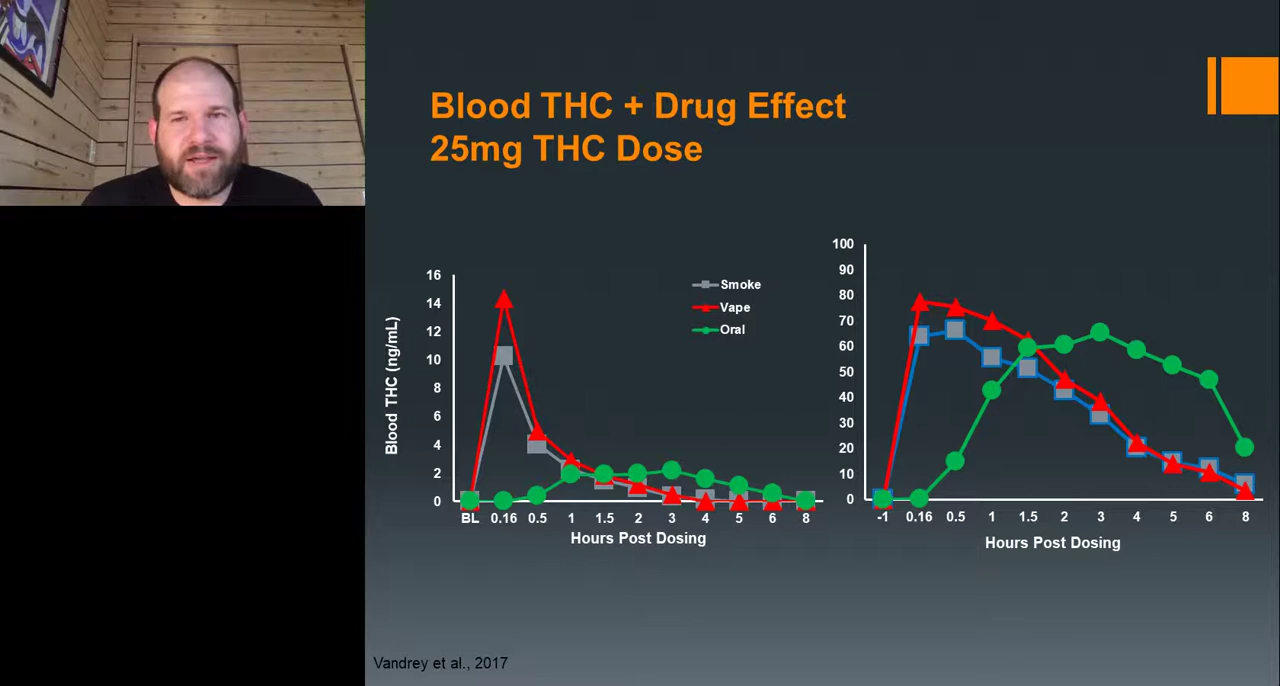 Blood THC + Drug Effect
25mg THC Dose
16
14
12
10
8
6
4
2
0
Blood THC (ng/mL)
BL 0.16 0.5 1 1.5 2 3 4 5 6 8
Hours Post Dosing
Smoke
Vape
Oral
100
90
80
70
60
50
40
30
20
10
0
-1 0.16 0.5 1 1.5 2 3 4 5 6 8
Hours Post Dosing
Vandrey et al., 2017